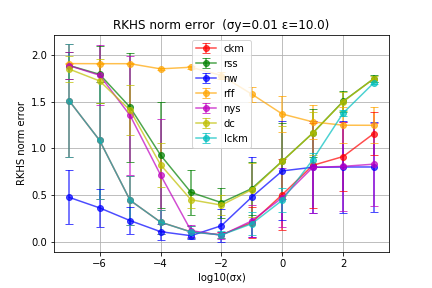 RKHS norm error (σy=0.01 ε=10.0)
ckm
rss
nw
rff
nys
dc
lckm
RKHS norm error
2.0
1.5
1.0
0.5
0.0
−6
−4
−2
0
2
log10(σx)